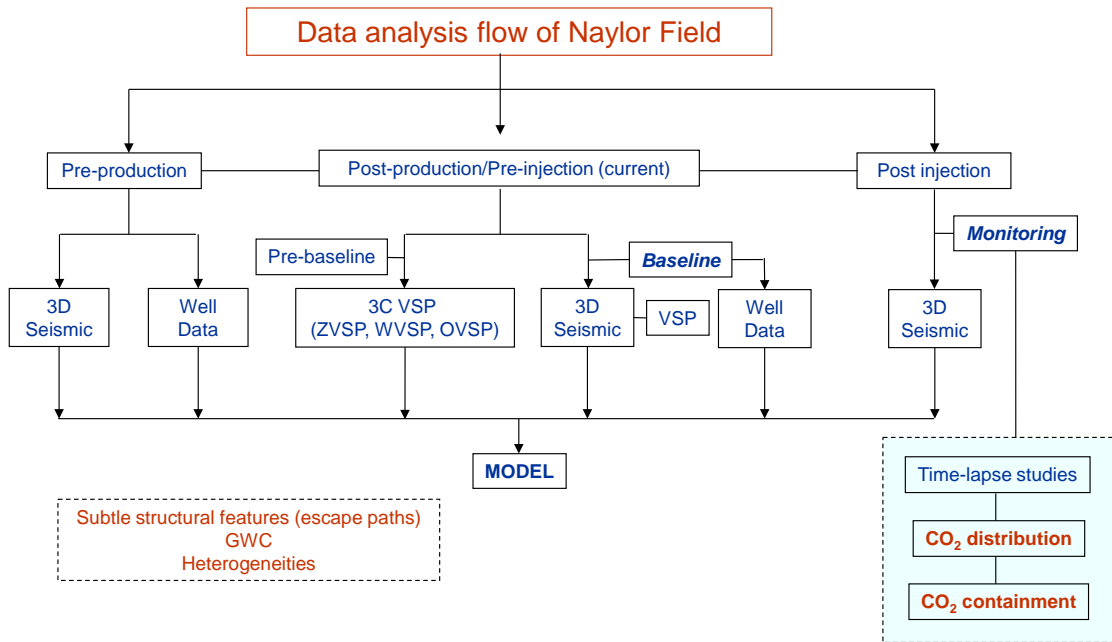 Data analysis flow of Naylor Field
Pre-production
Post-production/Pre-injection (current)
Post injection
Pre-baseline
Baseline
Monitoring
3D
Seismic
Well
Data
3C VSP
(ZVSP, WVSP, OVSP)
3D
Seismic
VSP
Well
Data
3D
Seismic
MODEL
Subtle structural features (escape paths)
GWC
Heterogeneities
Time-lapse studies
CO₂ distribution
CO₂ containment